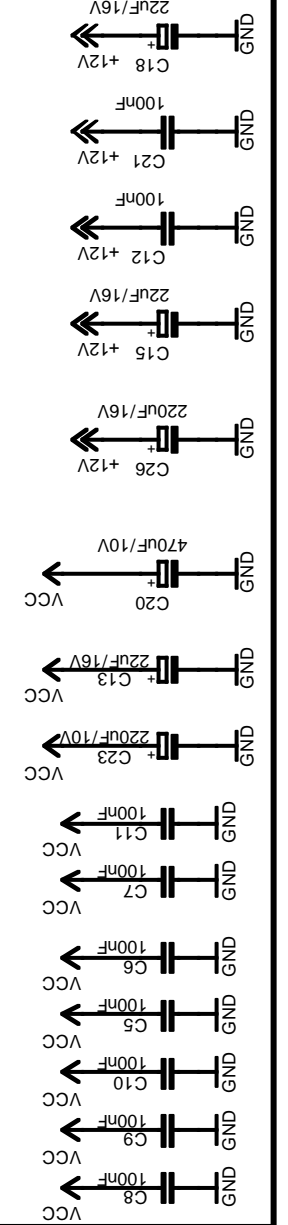 22uF/16V
GND
+12V
C18
100nF
GND
+12V
C21
100nF
GND
+12V
C12
22uF/16V
GND
+
+12V
C15
220uF/16V
GND
+
+12V
C26
470uF/10V
GND
+
VCC
C20
22uF/16V
GND
+
VCC
C13
220uF/10V
GND
+
VCC
C23
100nF
GND
C11
VCC
100nF
GND
C7
VCC
100nF
GND
C6
VCC
100nF
GND
C5
VCC
100nF
GND
C10
VCC
100nF
GND
C9
VCC
100nF
GND
C8
VCC